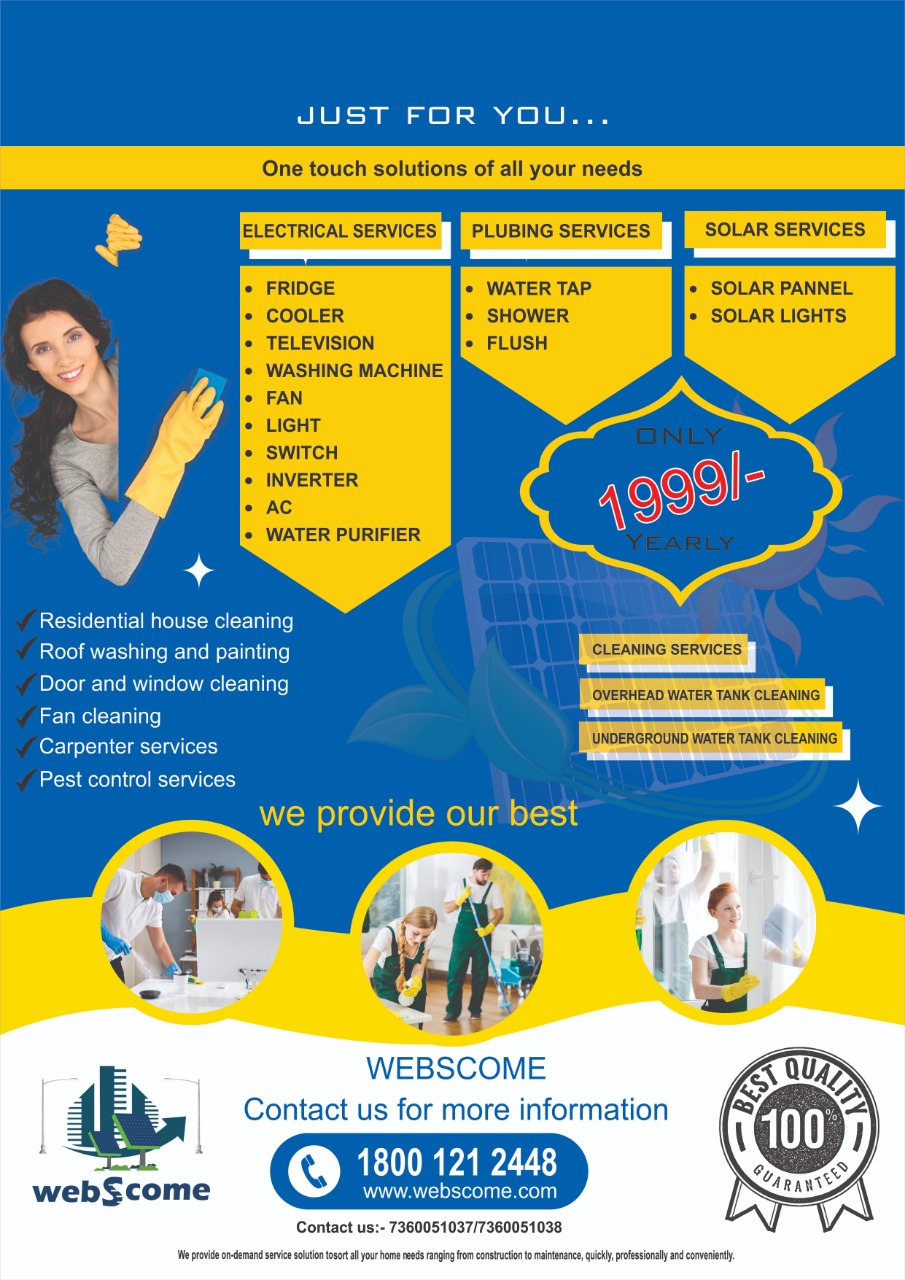 JUST FOR YOU...
One touch solutions of all your needs
ELECTRICAL SERVICES
FRIDGE
COOLER
TELEVISION
WASHING MACHINE
FAN
LIGHT
SWITCH
INVERTER
AC
WATER PURIFIER
PLUBING SERVICES
WATER TAP
SHOWER
FLUSH
SOLAR SERVICES
SOLAR PANNEL
SOLAR LIGHTS
ONLY
1999/-
YEARLY
Residential house cleaning
Roof washing and painting
Door and window cleaning
Fan cleaning
Carpenter services
Pest control services
CLEANING SERVICES
OVERHEAD WATER TANK CLEANING
UNDERGROUND WATER TANK CLEANING
we provide our best
webScome
WEBSCOME
Contact us for more information
1800 121 2448
www.webscome.com
Contact us:- 7360051037/7360051038
BEST QUALITY
100%
GUARANTEED
We provide on-demand service solution tosort all your home needs ranging from construction to maintenance, quickly, professionally and conveniently.